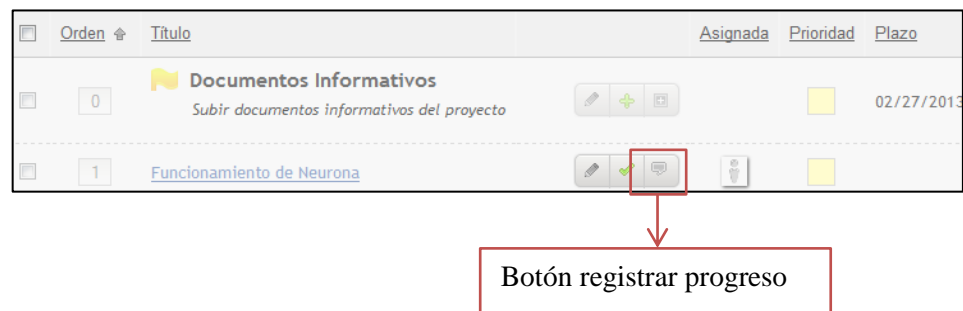 Orden Título Asignada Prioridad Plazo
0 Documentos Informativos
Subir documentos informativos del proyecto 02/27/2013
1 Funcionamiento de Neurona
Botón registrar progreso